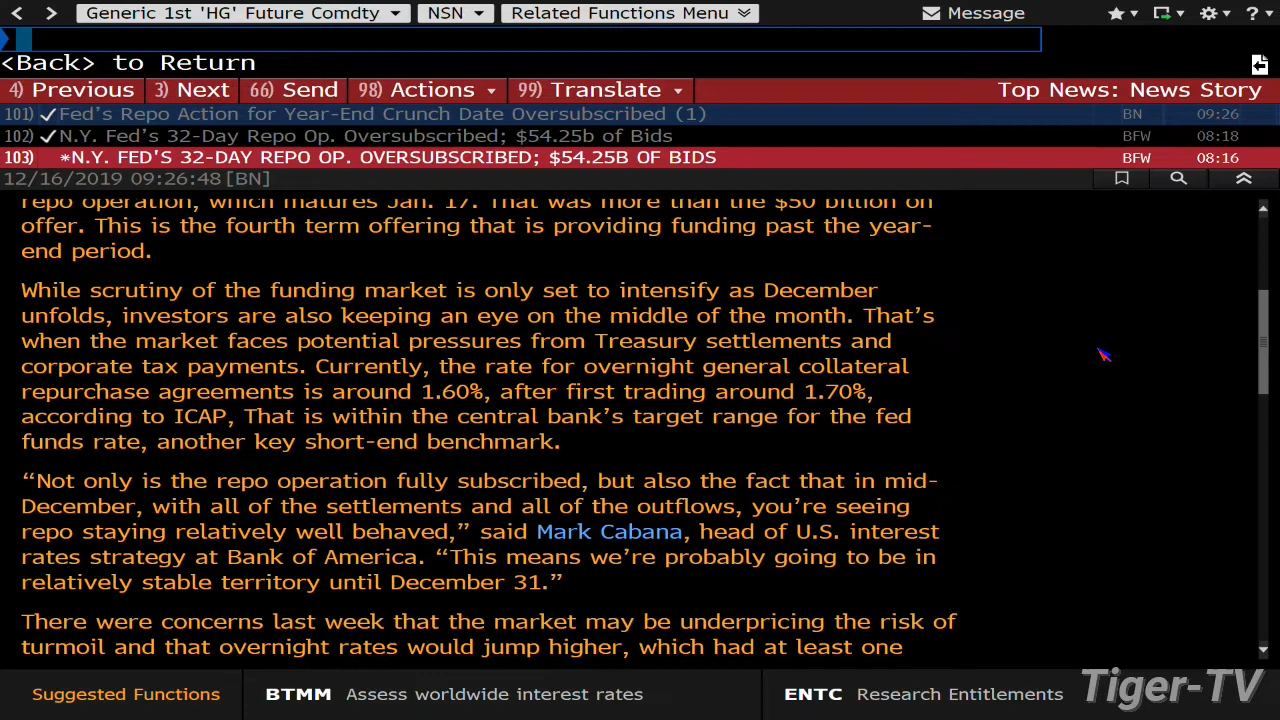 Generic 1st 'HG' Future Comdty NSN Related Functions Menu Message ?
<Back> to Return
4) Previous 3) Next 66) Send 98) Actions 99) Translate Top News: News Story
101) Fed's Repo Action for Year-End Crunch Date Oversubscribed (1) BN 09:26
102) N.Y. Fed's 32-Day Repo Op. Oversubscribed; $54.25b of Bids BFW 08:18
103) *N.Y. FED'S 32-DAY REPO OP. OVERSUBSCRIBED; $54.25B OF BIDS BFW 08:16
12/16/2019 09:26:48 [BN]
repo operation, which matures Jan. 17. That was more than the $50 billion on
offer. This is the fourth term offering that is providing funding past the year-
end period.
While scrutiny of the funding market is only set to intensify as December
unfolds, investors are also keeping an eye on the middle of the month. That's
when the market faces potential pressures from Treasury settlements and
corporate tax payments. Currently, the rate for overnight general collateral
repurchase agreements is around 1.60%, after first trading around 1.70%,
according to ICAP, That is within the central bank's target range for the fed
funds rate, another key short-end benchmark.
“Not only is the repo operation fully subscribed, but also the fact that in mid-
December, with all of the settlements and all of the outflows, you're seeing
repo staying relatively well behaved,” said Mark Cabana, head of U.S. interest
rates strategy at Bank of America. “This means we're probably going to be in
relatively stable territory until December 31.”
There were concerns last week that the market may be underpricing the risk of
turmoil and that overnight rates would jump higher, which had at least one
Suggested Functions BTMM Assess worldwide interest rates ENTC Research Entitlements
Tiger-TV